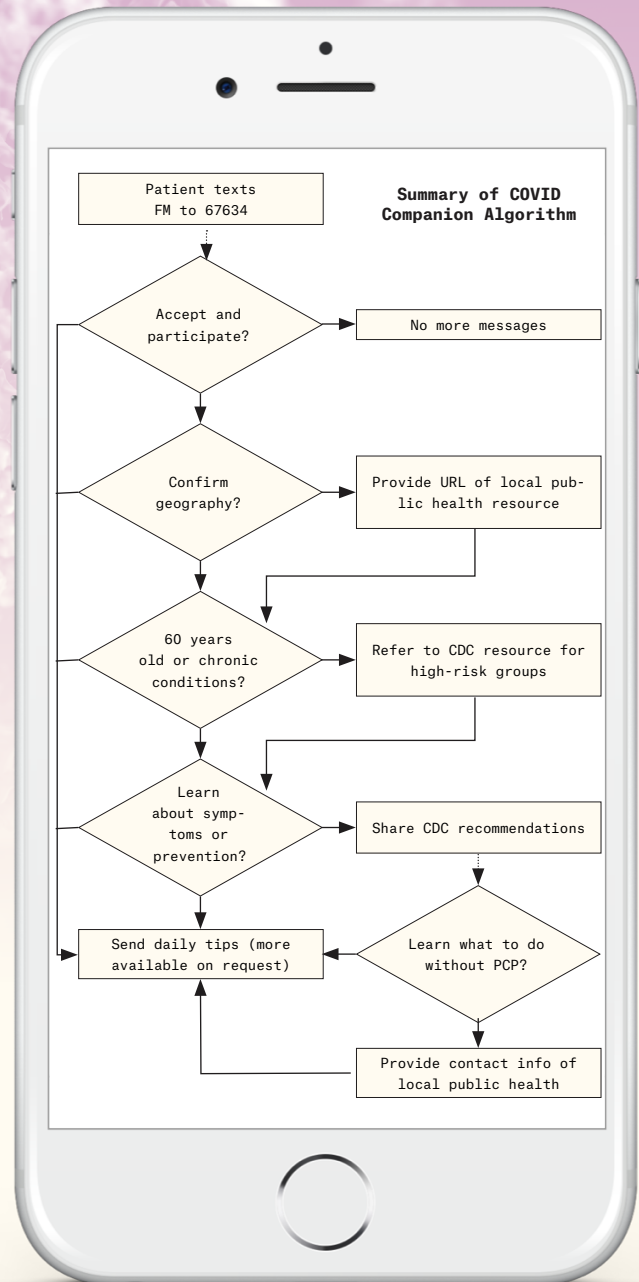 Patient texts
FM to 67634
Summary of COVID
Companion Algorithm
Accept and
participate?
No more messages
Confirm
geography?
Provide URL of local pub-
lic health resource
60 years
old or chronic
conditions?
Refer to CDC resource for
high-risk groups
Learn
about symp-
toms or
prevention?
Share CDC recommendations
Send daily tips (more
available on request)
Learn what to do
without PCP?
Provide contact info of
local public health